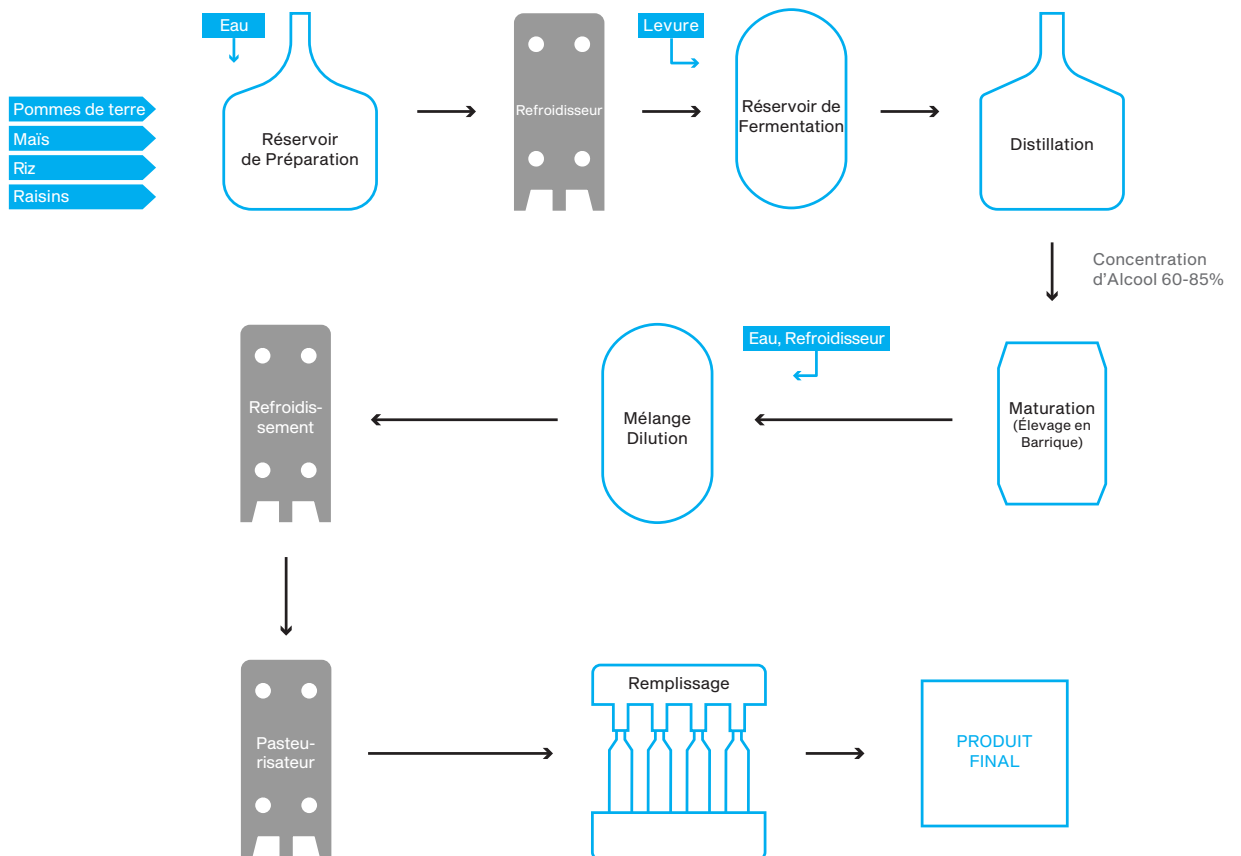 Eau
Levure
Pommes de terre
Maïs
Riz
Raisins
Réservoir
de Préparation
Refroidisseur
Réservoir de
Fermentation
Distillation
Concentration
d'Alcool 60-85%
Eau, Refroidisseur
Refroidis-
sement
Mélange
Dilution
Maturation
(Élevage en
Barrique)
Pasteu-
risateur
Remplissage
PRODUIT
FINAL